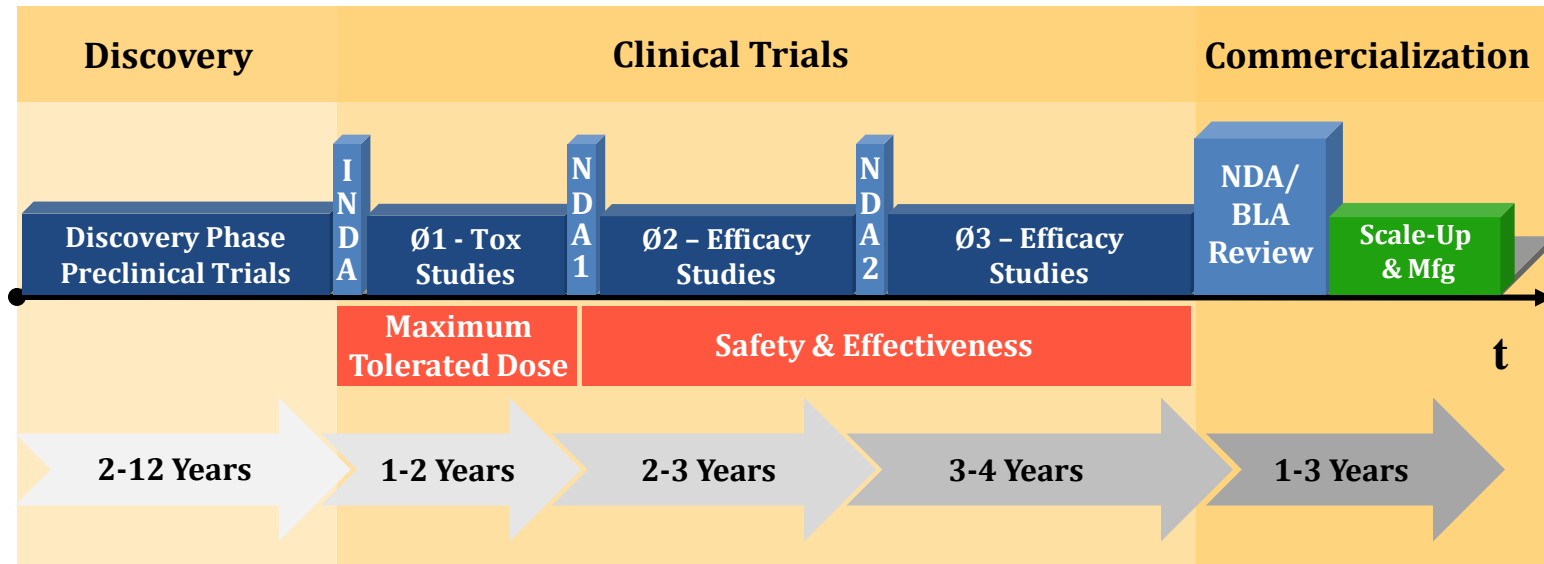 Discovery
Clinical Trials
Commercialization
Discovery Phase
Preclinical Trials
I
N
D
A
Ø1 - Tox
Studies
N
D
A
1
Ø2 – Efficacy
Studies
N
D
A
2
Ø3 – Efficacy
Studies
NDA/
BLA
Review
Scale-Up
& Mfg
Maximum
Tolerated Dose
Safety & Effectiveness
t
2-12 Years
1-2 Years
2-3 Years
3-4 Years
1-3 Years